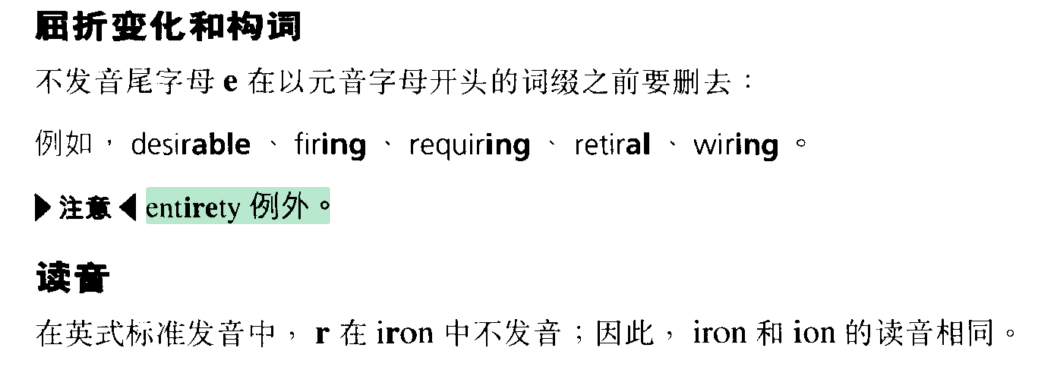 屈折变化和构词
不发音尾字母 e 在以元音字母开头的词缀之前要删去：
例如，desirable、firing、requiring、retiral、wiring。
▶注意◀ entirety 例外。
读音
在英式标准发音中，r 在 iron 中不发音；因此，iron 和 ion 的读音相同。